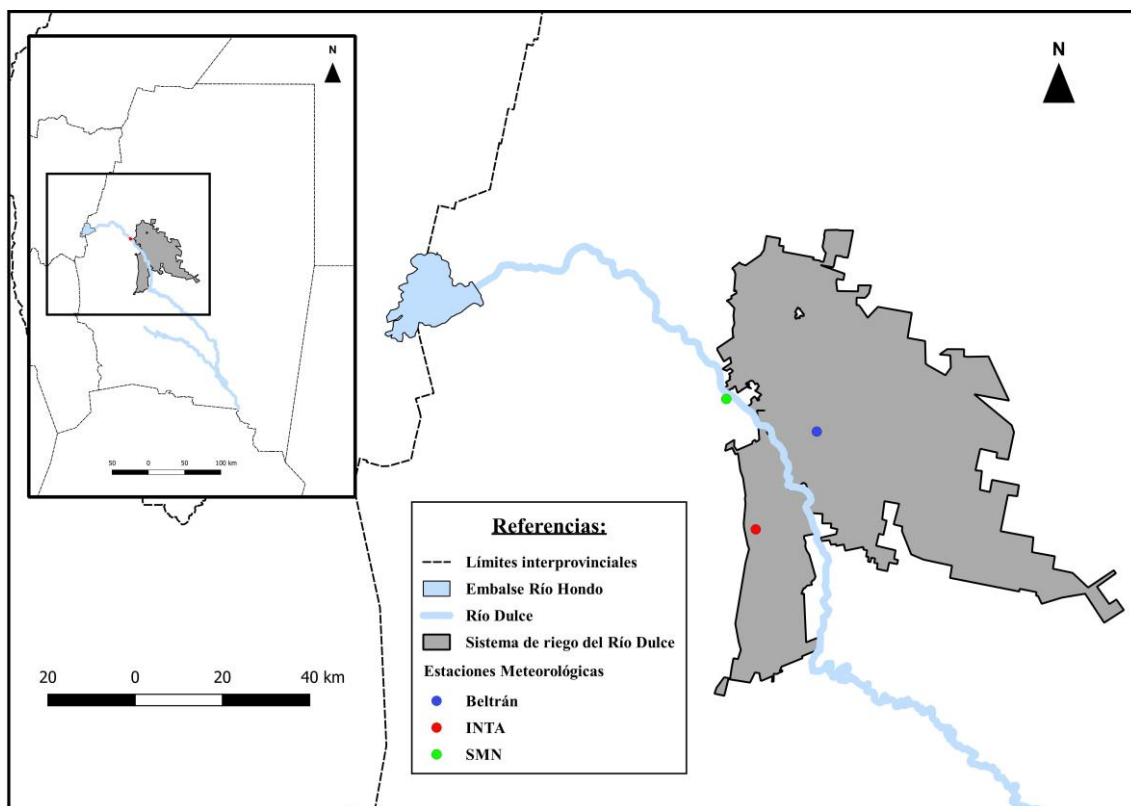 N
N
50 0 50 100 km
Referencias:
Límites interprovinciales
Embalse Río Hondo
Río Dulce
Sistema de riego del Río Dulce
Estaciones Meteorológicas
Beltrán
INTA
SMN
20 0 20 40 km